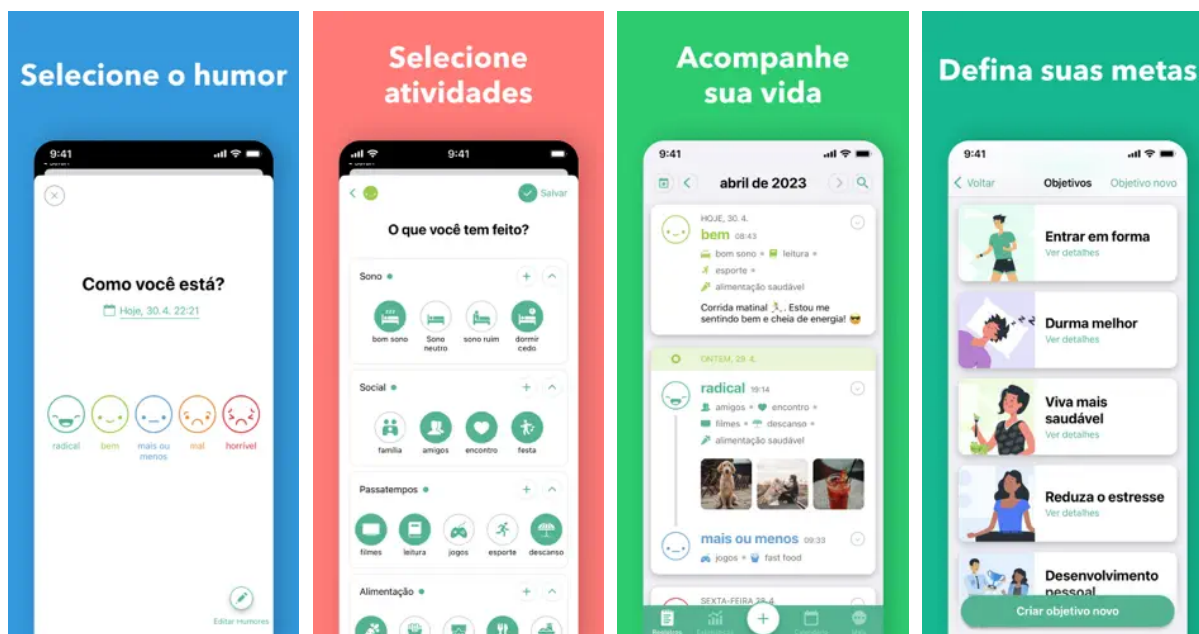 Selecione o humor
9:41
Como você está?
Hoje, 30.4. 22:21
radical
bem
mais ou
menos
mal
horrível
Editar Humores
Selecione
atividades
9:41
Salvar
O que você tem feito?
Sono
bom sono
Sono
neutro
sono ruim
dormir
cedo
Social
família
amigos
encontro
festa
Passatempos
filmes
leitura
jogos
esporte
descanso
Alimentação
Acompanhe
sua vida
9:41
abril de 2023
HOJE, 30. 4.
bem 08:43
bom sono • leitura •
esporte •
alimentação saudável
Corrida matinal 🏃. Estou me
sentindo bem e cheia de energia! 😎
ONTEM, 29. 4.
radical 19:14
amigos • encontro •
filmes • descanso •
alimentação saudável
mais ou menos 09:33
jogos • fast food
SEXTA-FEIRA, 28. 4.
Defina suas metas
9:41
Voltar
Objetivos
Objetivo novo
Entrar em forma
Ver detalhes
Durma melhor
Ver detalhes
Viva mais
saudável
Ver detalhes
Reduza o estresse
Ver detalhes
Desenvolvimento
pessoal
Criar objetivo novo